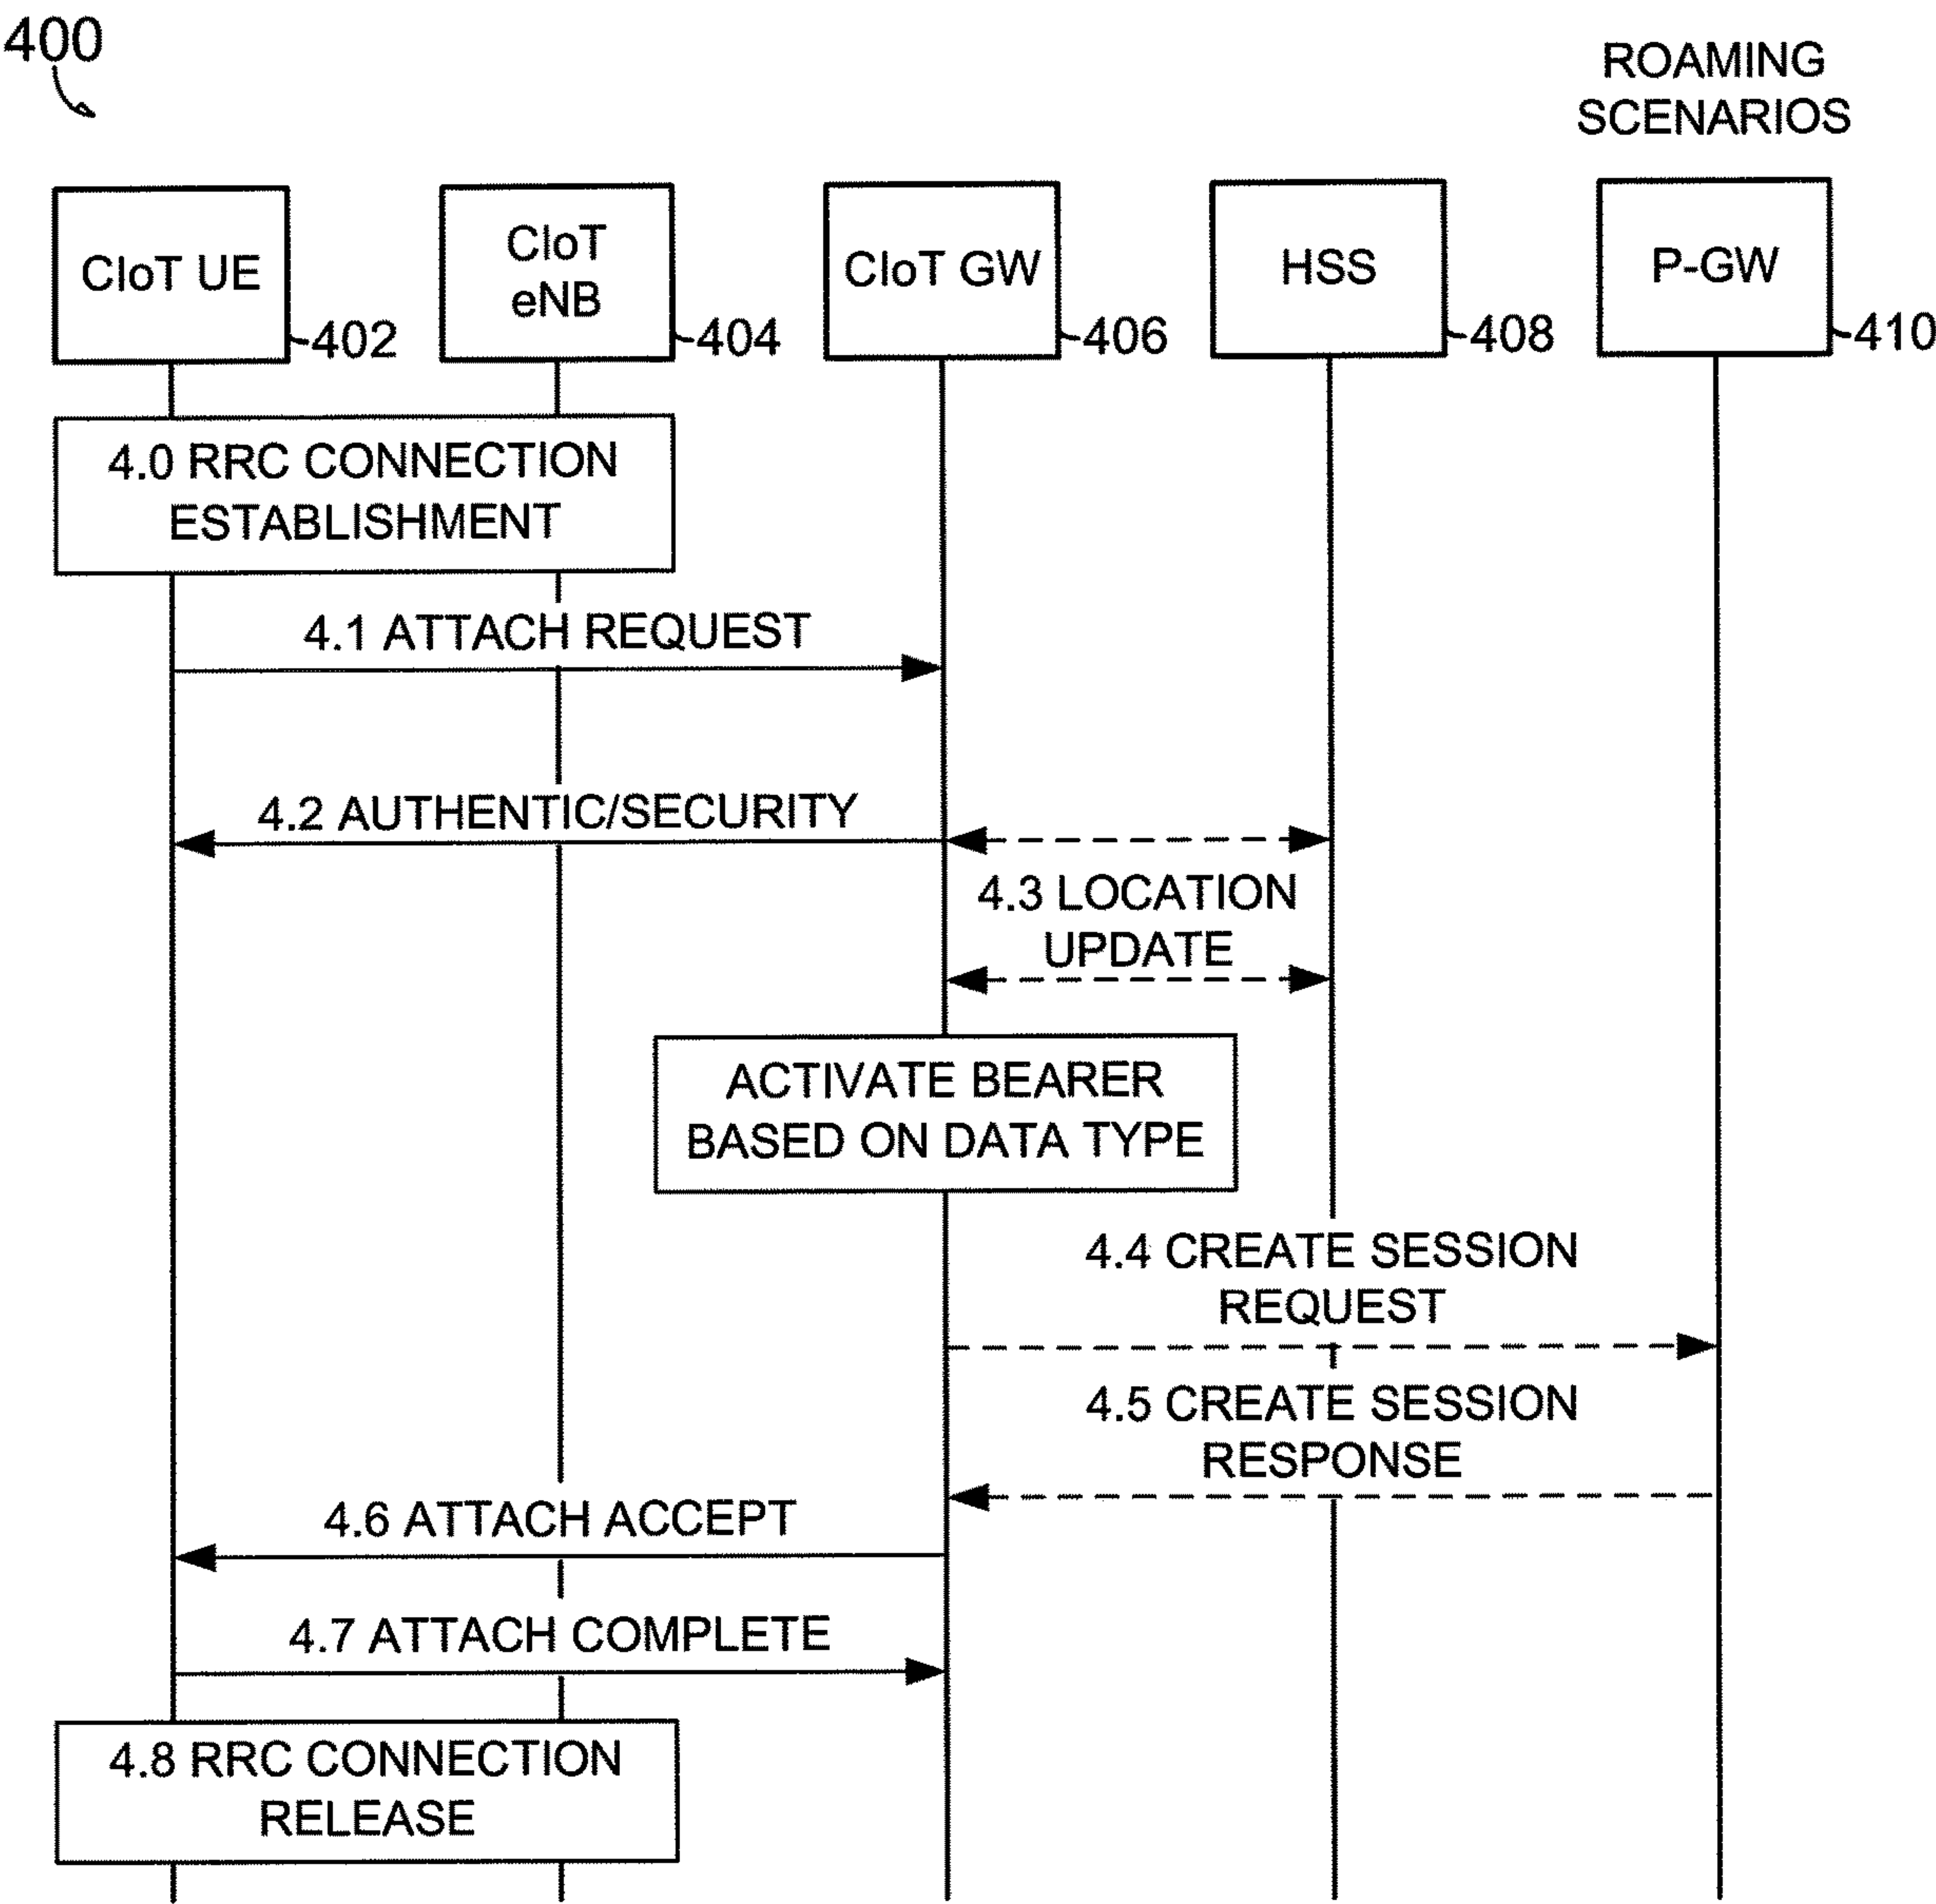 400
ROAMING
SCENARIOS
CIoT UE
402
CIoT
eNB
404
CIoT GW
406
HSS
408
P-GW
410
4.0 RRC CONNECTION
ESTABLISHMENT
4.1 ATTACH REQUEST
4.2 AUTHENTIC/SECURITY
4.3 LOCATION
UPDATE
ACTIVATE BEARER
BASED ON DATA TYPE
4.4 CREATE SESSION
REQUEST
4.5 CREATE SESSION
RESPONSE
4.6 ATTACH ACCEPT
4.7 ATTACH COMPLETE
4.8 RRC CONNECTION
RELEASE